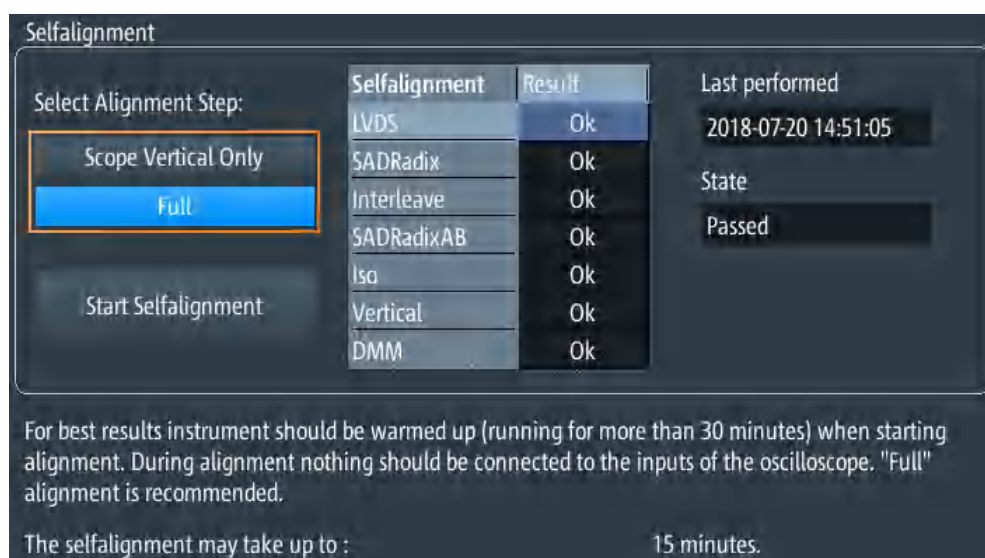 Selfalignment
Select Alignment Step:
Scope Vertical Only
Full
Start Selfalignment
Selfalignment Result
LVDS Ok
SADRadix Ok
Interleave Ok
SADRadixAB Ok
Iso Ok
Vertical Ok
DMM Ok
Last performed
2018-07-20 14:51:05
State
Passed
For best results instrument should be warmed up (running for more than 30 minutes) when starting
alignment. During alignment nothing should be connected to the inputs of the oscilloscope. "Full"
alignment is recommended.
The selfalignment may take up to : 15 minutes.